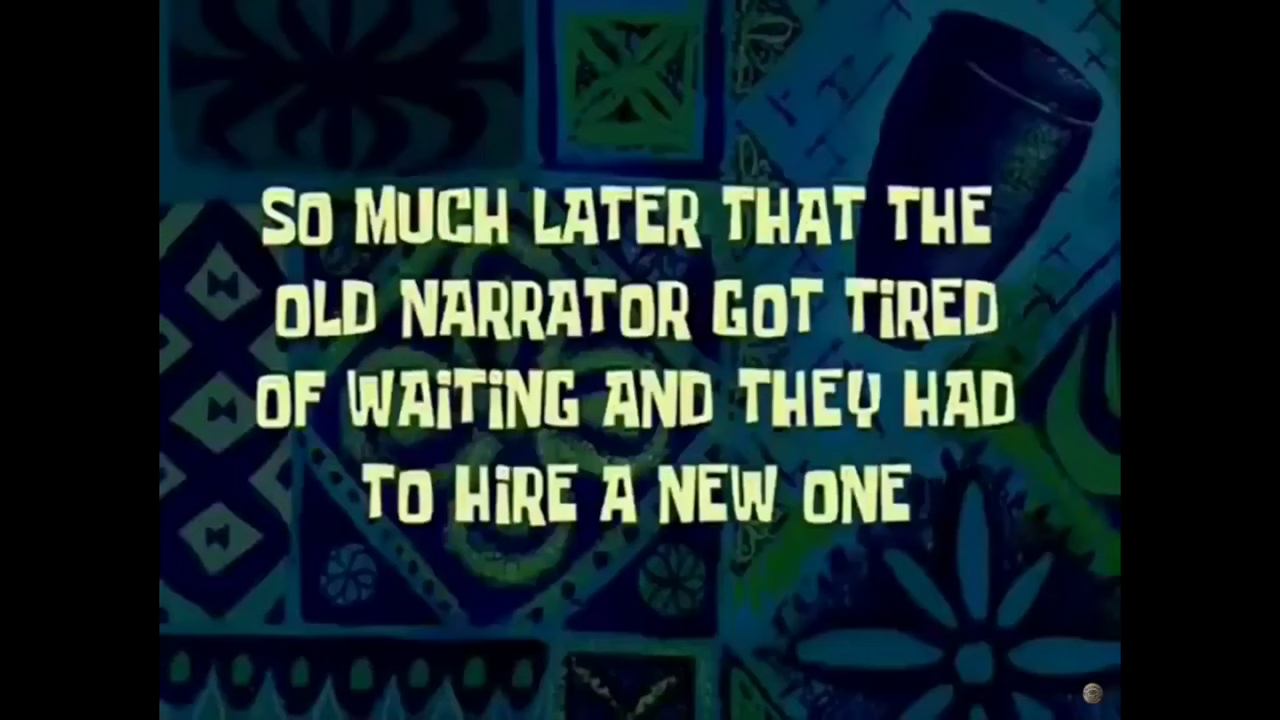 SO MUCH LATER THAT THE
OLD NARRATOR GOT TiRED
OF WAiTiNG AND THEY HAD
TO HiRE A NEW ONE